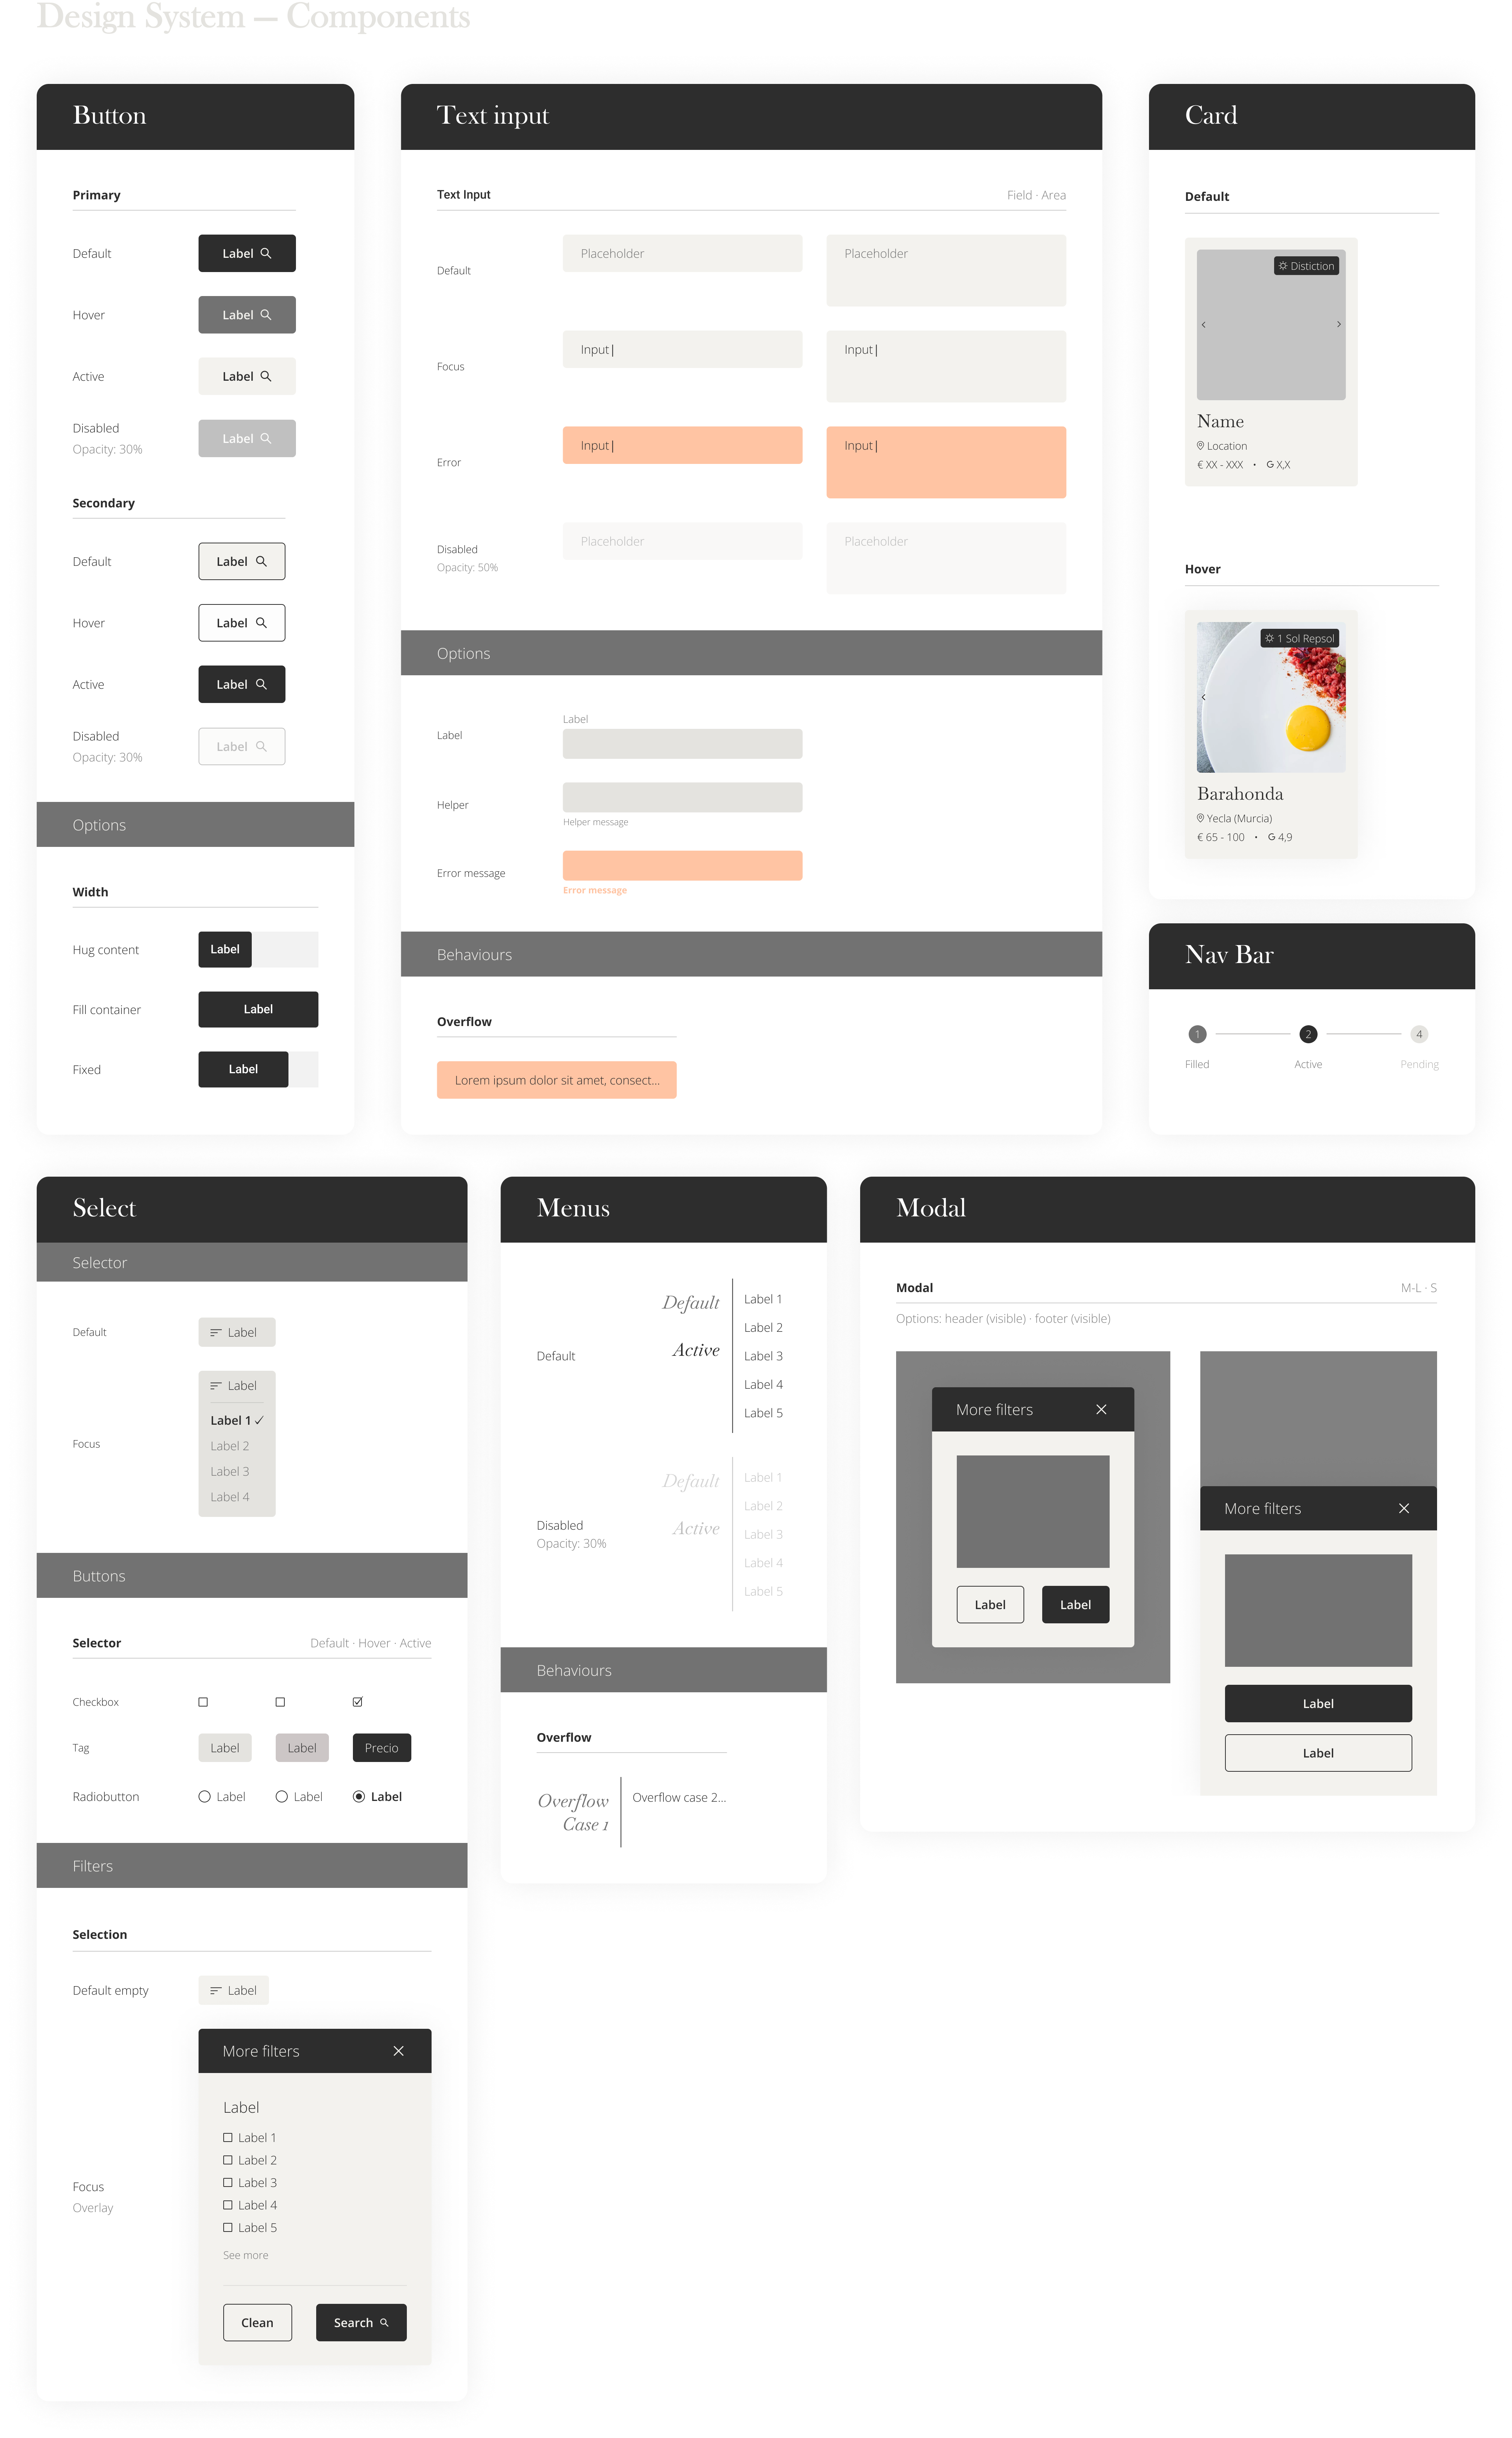 Design System — Components
Button
Primary
Default
Label
Hover
Label
Active
Label
Disabled
Opacity: 30%
Label
Secondary
Default
Label
Hover
Label
Active
Label
Disabled
Opacity: 30%
Label
Options
Width
Hug content
Label
Fill container
Label
Fixed
Label
Text input
Text Input
Field · Area
Default
Placeholder
Placeholder
Focus
Input|
Input|
Error
Input|
Input|
Disabled
Opacity: 50%
Placeholder
Placeholder
Options
Label
Label
Helper
Helper message
Error message
Error message
Behaviours
Overflow
Lorem ipsum dolor sit amet, consect...
Card
Default
Distiction
Name
Location
€ XX - XXX • G X,X
Hover
1 Sol Repsol
Barahonda
Yecla (Murcia)
€ 65 - 100 • G 4,9
Nav Bar
1
2
4
Filled
Active
Pending
Select
Selector
Default
Label
Focus
Label
Label 1
Label 2
Label 3
Label 4
Buttons
Selector
Default · Hover · Active
Checkbox
Tag
Label
Label
Precio
Radiobutton
Label
Label
Label
Filters
Selection
Default empty
Label
Focus
Overlay
More filters
Label
Label 1
Label 2
Label 3
Label 4
Label 5
See more
Clean
Search
Menus
Default
Default
Active
Label 1
Label 2
Label 3
Label 4
Label 5
Disabled
Opacity: 30%
Default
Active
Label 1
Label 2
Label 3
Label 4
Label 5
Behaviours
Overflow
Overflow
Case 1
Overflow case 2...
Modal
Modal
M-L · S
Options: header (visible) · footer (visible)
More filters
Label
Label
More filters
Label
Label